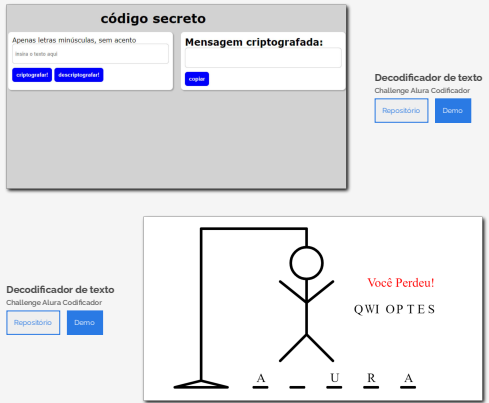 código secreto
Apenas letras minúsculas, sem acento
Insira o texto aqui
criptografar!
descriptografar!
Mensagem criptografada:
copiar
Decodificador de texto
Challenge Alura Codificador
Repositório
Demo
Decodificador de texto
Challenge Alura Codificador
Repositório
Demo
Você Perdeu!
QWI OPTES
A _ U R A